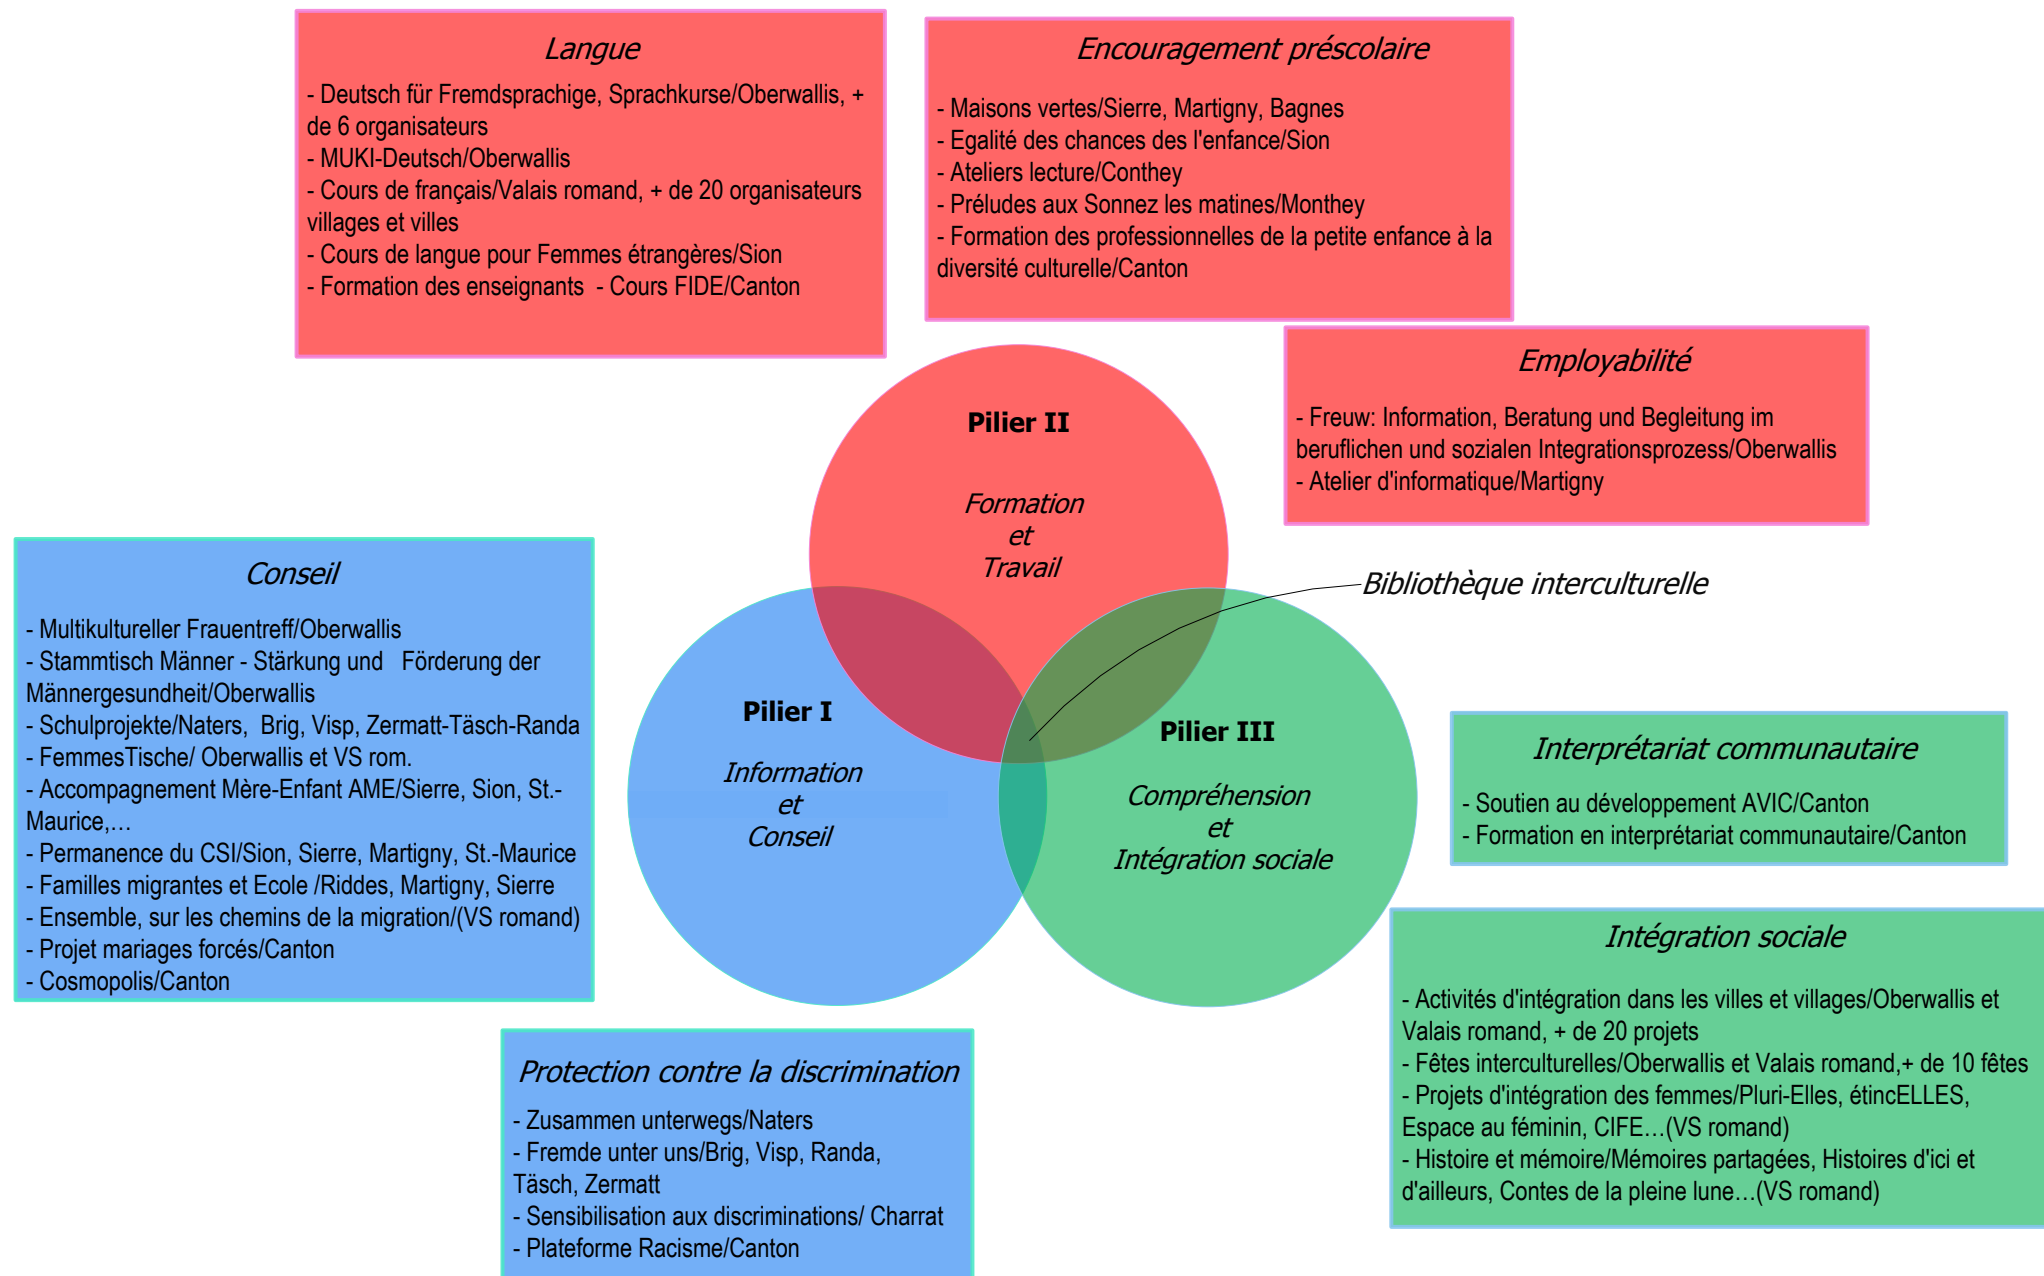 Langue
- Deutsch für Fremdsprachige, Sprachkurse/Oberwallis, +
de 6 organisateurs
- MUKI-Deutsch/Oberwallis
- Cours de français/Valais romand, + de 20 organisateurs
villages et villes
- Cours de langue pour Femmes étrangères/Sion
- Formation des enseignants - Cours FIDE/Canton
Encouragement préscolaire
- Maisons vertes/Sierre, Martigny, Bagnes
- Egalité des chances des l'enfance/Sion
- Ateliers lecture/Conthey
- Préludes aux Sonnez les matines/Monthey
- Formation des professionnelles de la petite enfance à la
diversité culturelle/Canton
Employabilité
- Freuw: Information, Beratung und Begleitung im
beruflichen und sozialen Integrationsprozess/Oberwallis
- Atelier d'informatique/Martigny
Pilier II
Formation
et
Travail
Bibliothèque interculturelle
Conseil
- Multikultureller Frauentreff/Oberwallis
- Stammtisch Männer - Stärkung und Förderung der
Männergesundheit/Oberwallis
- Schulprojekte/Naters, Brig, Visp, Zermatt-Täsch-Randa
- FemmesTische/ Oberwallis et VS rom.
- Accompagnement Mère-Enfant AME/Sierre, Sion, St.-
Maurice,…
- Permanence du CSI/Sion, Sierre, Martigny, St.-Maurice
- Familles migrantes et Ecole /Riddes, Martigny, Sierre
- Ensemble, sur les chemins de la migration/(VS romand)
- Projet mariages forcés/Canton
- Cosmopolis/Canton
Pilier I
Information
et
Conseil
Pilier III
Compréhension
et
Intégration sociale
Interprétariat communautaire
- Soutien au développement AVIC/Canton
- Formation en interprétariat communautaire/Canton
Intégration sociale
- Activités d'intégration dans les villes et villages/Oberwallis et
Valais romand, + de 20 projets
- Fêtes interculturelles/Oberwallis et Valais romand,+ de 10 fêtes
- Projets d'intégration des femmes/Pluri-Elles, étincELLES,
Espace au féminin, CIFE…(VS romand)
- Histoire et mémoire/Mémoires partagées, Histoires d'ici et
d'ailleurs, Contes de la pleine lune…(VS romand)
Protection contre la discrimination
- Zusammen unterwegs/Naters
- Fremde unter uns/Brig, Visp, Randa,
Täsch, Zermatt
- Sensibilisation aux discriminations/ Charrat
- Plateforme Racisme/Canton